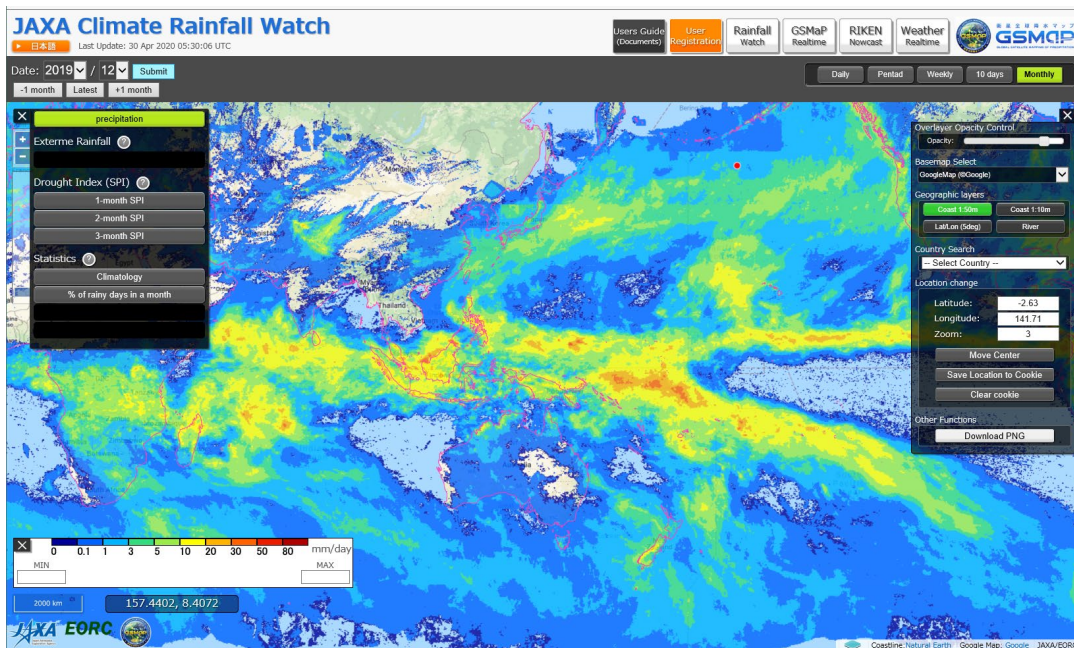 JAXA Climate Rainfall Watch
日本語 Last Update: 30 Apr 2020 05:30:06 UTC
Users Guide
(Documents)
User
Registration
Rainfall
Watch
GSMaP
Realtime
RIKEN
Nowcast
Weather
Realtime
GSMaP
Date: 2019 / 12 Submit
-1 month Latest +1 month
Daily Pentad Weekly 10 days Monthly
precipitation
Exterme Rainfall ?
Drought Index (SPI) ?
1-month SPI
2-month SPI
3-month SPI
Statistics ?
Climatology
% of rainy days in a month
Overlayer Opacity Control
Opacity:
Basemap Select
GoogleMap (©Google)
Geographic layers
Coast 1:50m Coast 1:10m
Lat/Lon (5deg) River
Country Search
-- Select Country --
Location change
Latitude: -2.63
Longitude: 141.71
Zoom: 3
Move Center
Save Location to Cookie
Clear cookie
Other Functions
Download PNG
Mongolia
China
Thailand
0 0.1 1 3 5 10 20 30 50 80 mm/day
MIN MAX
2000 km 157.4402, 8.4072
JAXA EORC
Coastline:Natural Earth Google Map: Google JAXA/EORC